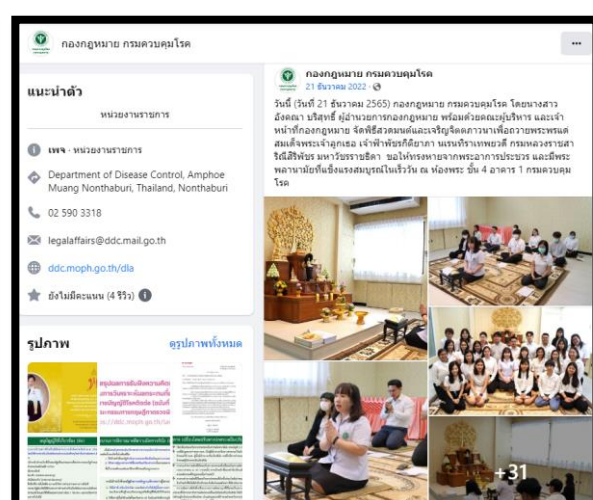 กองกฎหมาย กรมควบคุมโรค
แนะนำตัว
หน่วยงานราชการ
เพจ · หน่วยงานราชการ
Department of Disease Control, Amphoe
Muang Nonthaburi, Thailand, Nonthaburi
02 590 3318
legalaffairs@ddc.mail.go.th
ddc.moph.go.th/dla
ยังไม่มีคะแนน (4 รีวิว)
รูปภาพ
ดูรูปภาพทั้งหมด
กองกฎหมาย กรมควบคุมโรค
21 ธันวาคม 2022
วันนี้ (วันที่ 21 ธันวาคม 2565) กองกฎหมาย กรมควบคุมโรค โดยนางสาว
อังคณา บริสุทธิ์ ผู้อำนวยการกองกฎหมาย พร้อมด้วยคณะผู้บริหาร และเจ้า
หน้าที่กองกฎหมาย จัดพิธีสวดมนต์และเจริญจิตตภาวนาเพื่อถวายพระพรแด่
สมเด็จพระเจ้าลูกเธอ เจ้าฟ้าพัชรกิติยาภา นเรนทิราเทพยวดี กรมหลวงราชสา
ริณีสิริพัชร มหาวัชรราชธิดา ขอให้ทรงหายจากพระอาการประชวร และมีพระ
พลานามัยที่แข็งแรงสมบูรณ์ในเร็ววัน ณ ห้องพระ ชั้น 4 อาคาร 1 กรมควบคุม
โรค
+31